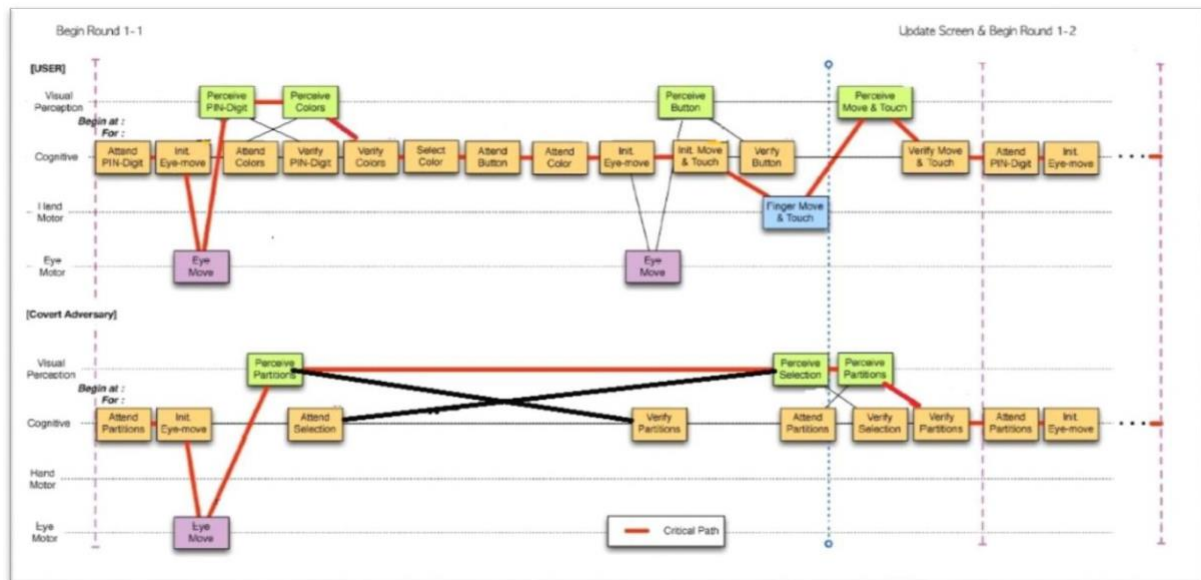 Begin Round 1-1
Update Screen & Begin Round 1-2
[USER]
Visual
Perception
Perceive
PIN-Digit
Perceive
Colors
Perceive
Button
Perceive
Move & Touch
Begin at :
For :
Cognitive
Attend
PIN-Digit
Init.
Eye-move
Attend
Colors
Verify
PIN-Digit
Verify
Colors
Select
Color
Attend
Button
Attend
Color
Init.
Eye-move
Init. Move
& Touch
Verify
Button
Verify Move
& Touch
Attend
PIN-Digit
Init.
Eye-move
Hand
Motor
Finger Move
& Touch
Eye
Motor
Eye
Move
Eye
Move
[Covert Adversary]
Visual
Perception
Perceive
Partitions
Perceive
Selection
Perceive
Partitions
Begin at :
For :
Cognitive
Attend
Partitions
Init.
Eye-move
Attend
Selection
Verify
Partitions
Attend
Partitions
Verify
Selection
Verify
Partitions
Attend
Partitions
Init.
Eye-move
Hand
Motor
Eye
Motor
Eye
Move
Critical Path